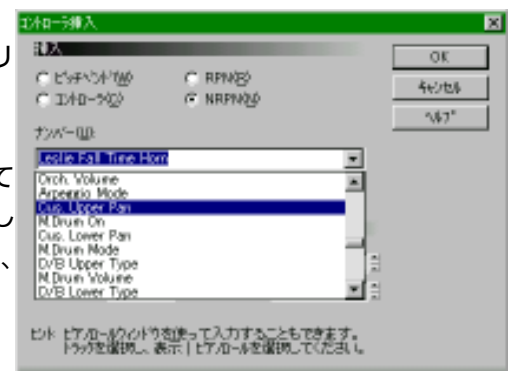 コントローラ挿入
リ
挿入
ピッチベンド(W)
RPN(R)
コントローラ(C)
NRPN(N)
OK
キャンセル
ヘルプ
ナンバー(U):
て
し
、
Leslie Fall Time Horn
Orch. Volume
Arpeggio Mode
Cus. Upper Pan
M.Drum On
Cus. Lower Pan
M.Drum Mode
D/B Upper Type
M.Drum Volume
D/B Lower Type
ヒント ピアノロールウィンドウを使って入力することもできます。
トラックを選択し、表示 | ピアノロールを選択してください。